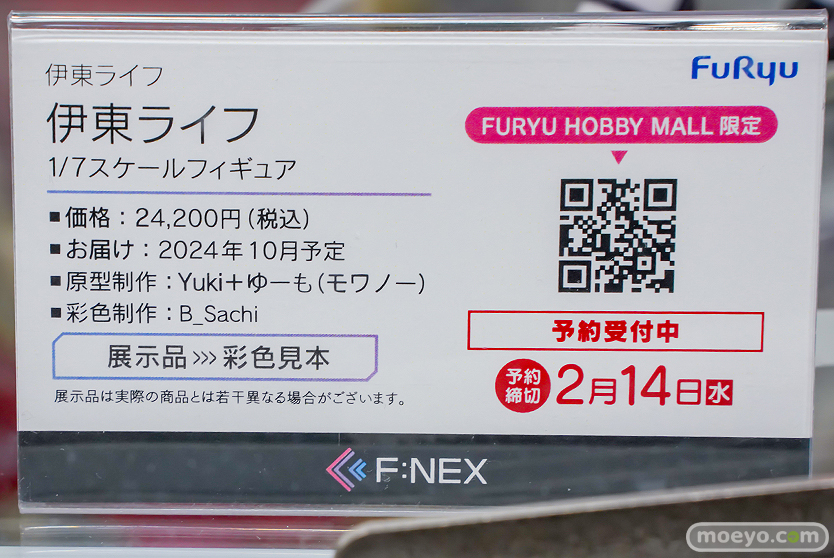 伊東ライフ
伊東ライフ
1/7スケールフィギュア
■価格：24,200円(税込)
■お届け：2024年10月予定
■原型制作：Yuki+ゆーも(モワノー)
■彩色制作：B_Sachi
展示品>>>彩色見本
展示品は実際の商品とは若干異なる場合がございます。
FuRyu
FURYU HOBBY MALL 限定
予約受付中
予約締切 2月14日水
F:NEX
moeyo.com